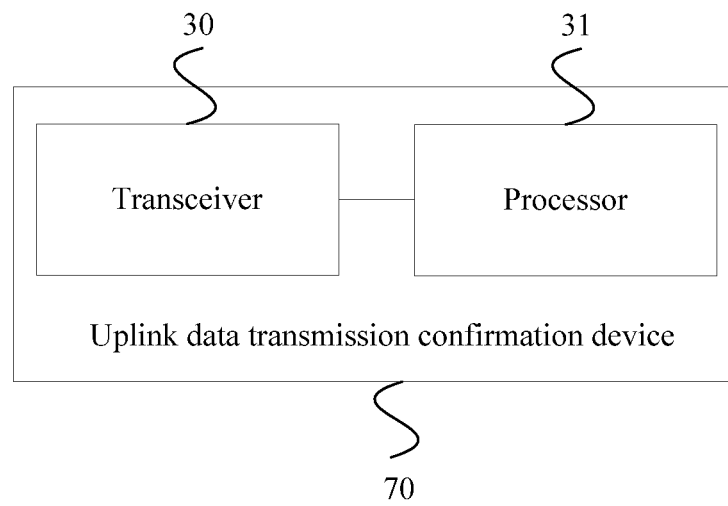 30
31
Transceiver
Processor
Uplink data transmission confirmation device
70